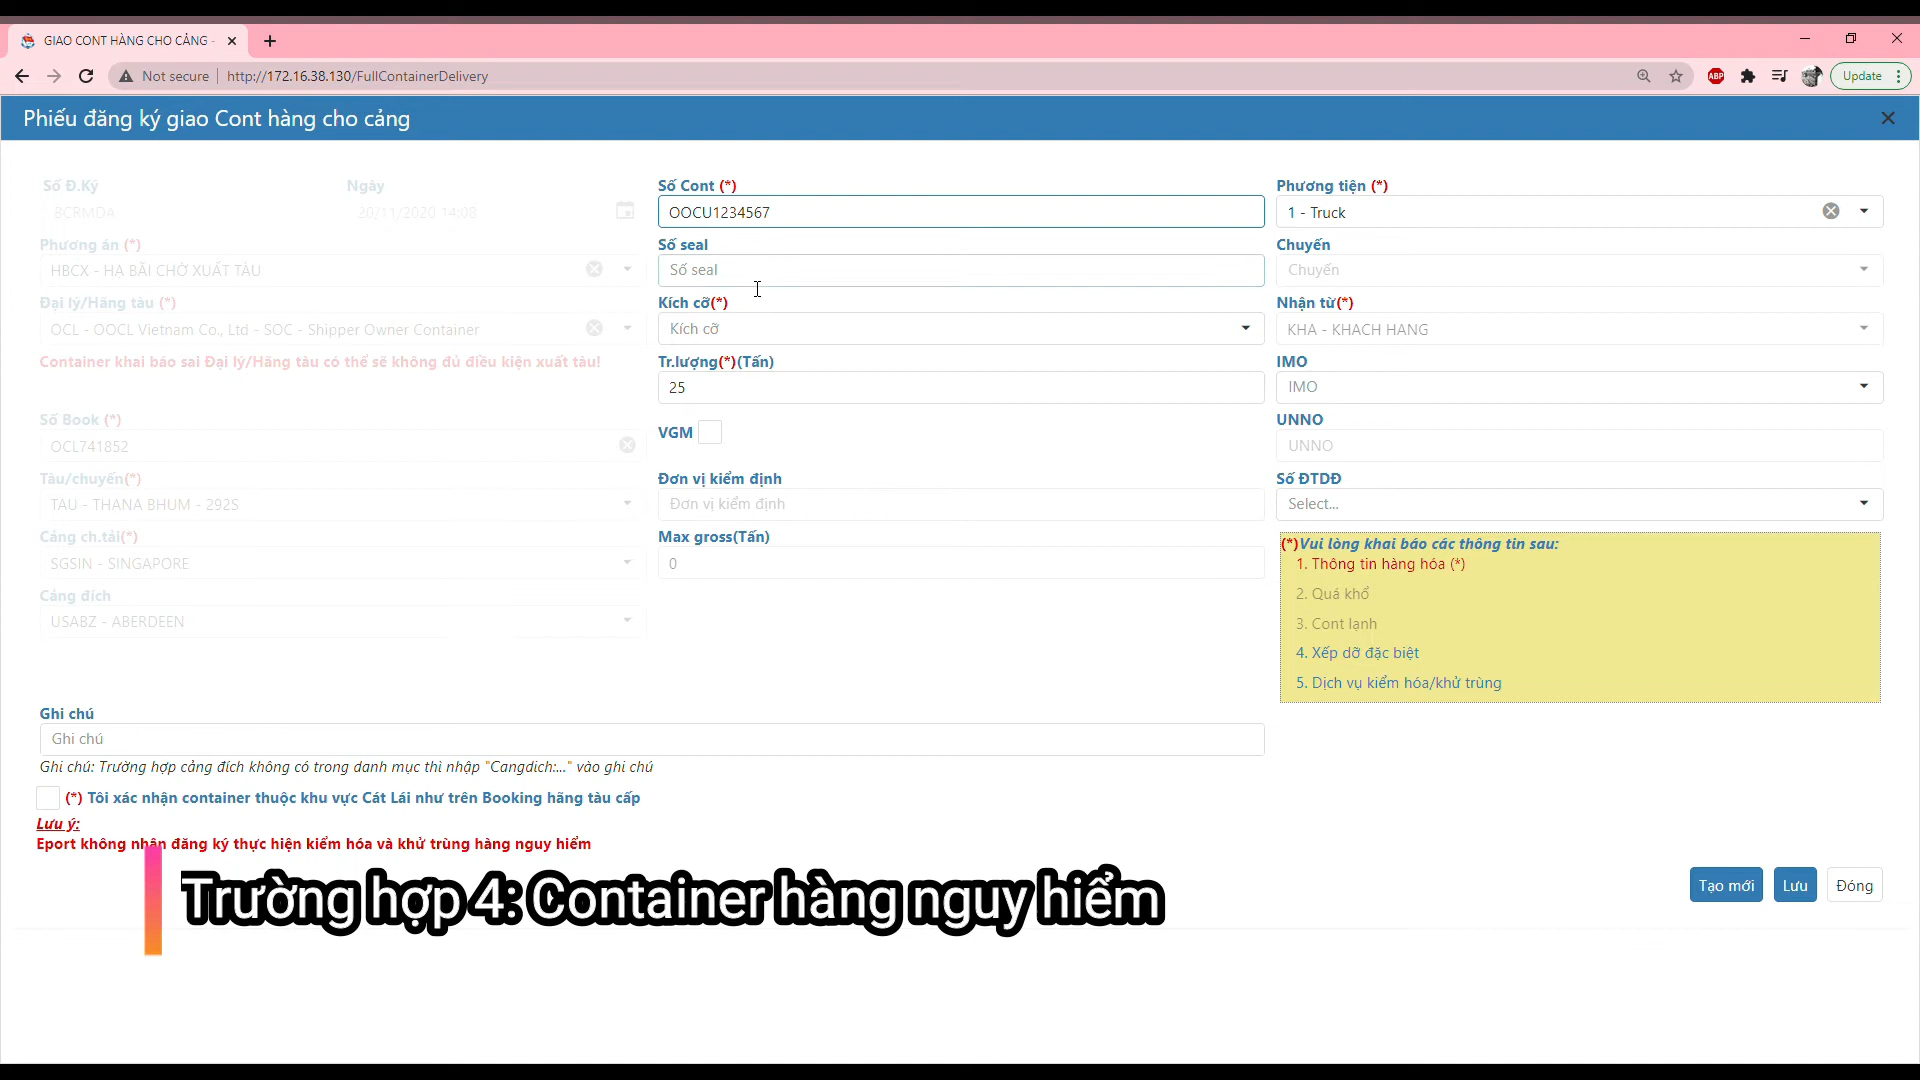 GIAO CONT HÀNG CHO CẢNG -
Not secure
http://172.16.38.130/FullContainerDelivery
ABP
Update
Phiếu đăng ký giao Cont hàng cho cảng
Số Đ.Ký
Ngày
BCRMDA
20/11/2020 14:08
Phương án (*)
HBCX - HẠ BÃI CHỜ XUẤT TÀU
Đại lý/Hãng tàu (*)
OCL - OOCL Vietnam Co., Ltd - SOC - Shipper Owner Container
Container khai báo sai Đại lý/Hãng tàu có thể sẽ không đủ điều kiện xuất tàu!
Số Book (*)
OCL741852
Tàu/chuyến(*)
TAU - THANA BHUM - 292S
Cảng ch.tải(*)
SGSIN - SINGAPORE
Cảng đích
USABZ - ABERDEEN
Số Cont (*)
OOCU1234567
Số seal
Số seal
Kích cỡ(*)
Kích cỡ
Tr.lượng(*)(Tấn)
25
VGM
Đơn vị kiểm định
Đơn vị kiểm định
Max gross(Tấn)
0
Phương tiện (*)
1 - Truck
Chuyến
Chuyến
Nhận từ(*)
KHA - KHACH HANG
IMO
IMO
UNNO
UNNO
Số ĐTDĐ
Select...
(*)Vui lòng khai báo các thông tin sau:
1. Thông tin hàng hóa (*)
2. Quá khổ
3. Cont lạnh
4. Xếp dỡ đặc biệt
5. Dịch vụ kiểm hóa/khử trùng
Ghi chú
Ghi chú
Ghi chú: Trường hợp cảng đích không có trong danh mục thì nhập "Cangdich:..." vào ghi chú
(*) Tôi xác nhận container thuộc khu vực Cát Lái như trên Booking hãng tàu cấp
Lưu ý:
Eport không nhận đăng ký thực hiện kiểm hóa và khử trùng hàng nguy hiểm
Tạo mới
Lưu
Đóng
Trường hợp 4: Container hàng nguy hiểm